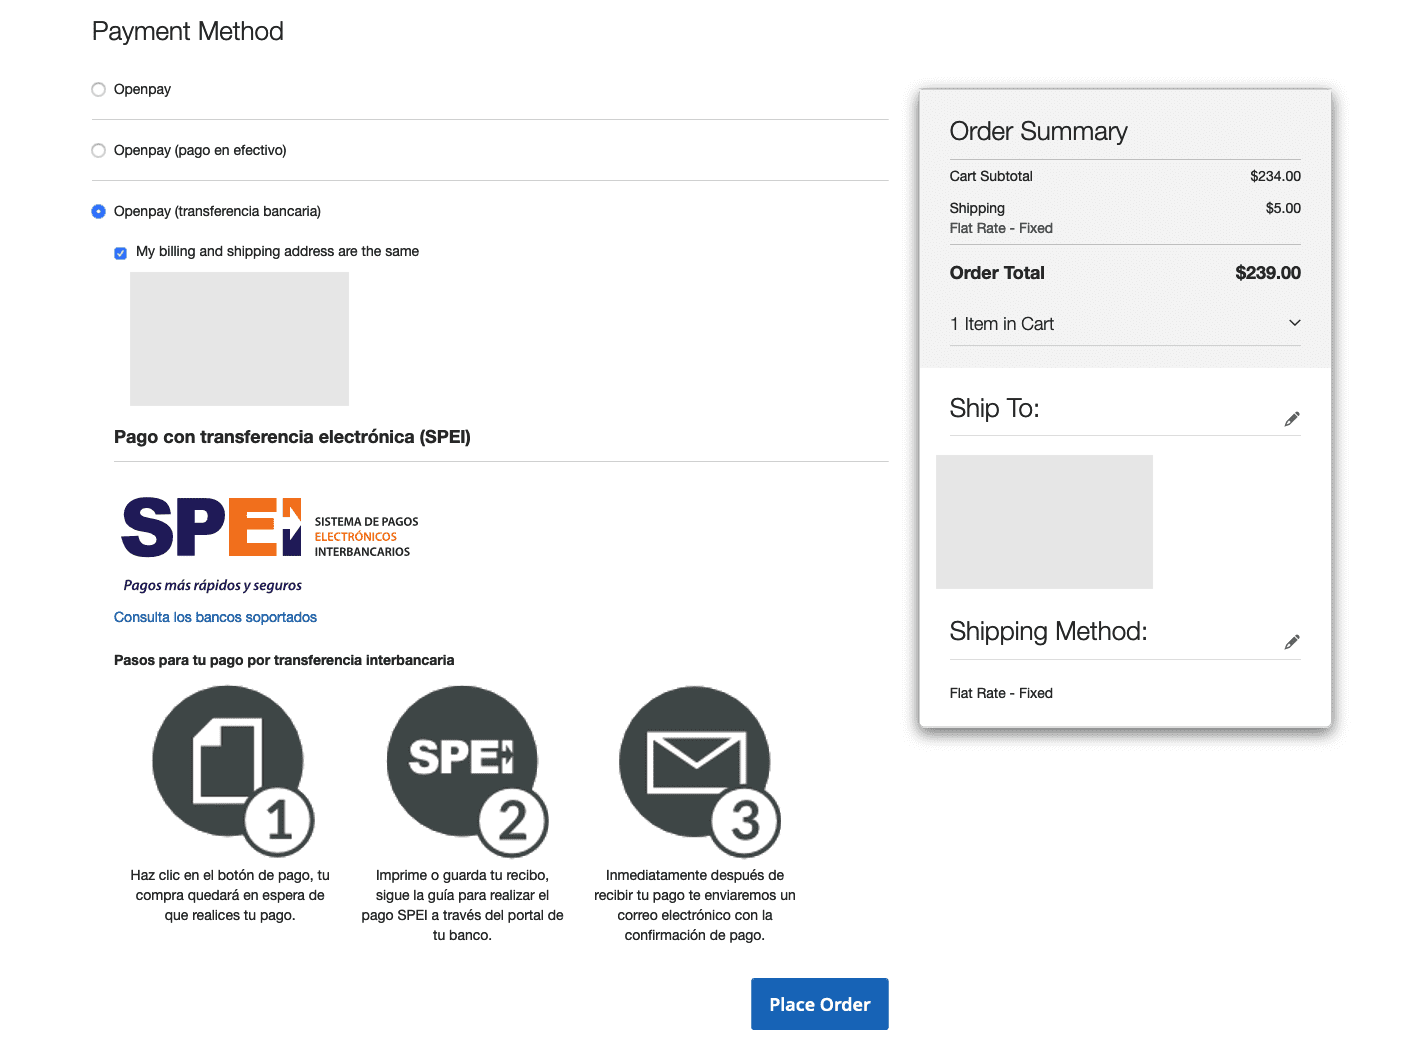 Payment Method
Openpay
Openpay (pago en efectivo)
Openpay (transferencia bancaria)
My billing and shipping address are the same
Pago con transferencia electrónica (SPEI)
SPEI
SISTEMA DE PAGOS
ELECTRÓNICOS
INTERBANCARIOS
Pagos más rápidos y seguros
Consulta los bancos soportados
Pasos para tu pago por transferencia interbancaria
1
Haz clic en el botón de pago, tu
compra quedará en espera de
que realices tu pago.
SPEI
2
Imprime o guarda tu recibo,
sigue la guía para realizar el
pago SPEI a través del portal de
tu banco.
3
Inmediatamente después de
recibir tu pago te enviaremos un
correo electrónico con la
confirmación de pago.
Place Order
Order Summary
Cart Subtotal $234.00
Shipping $5.00
Flat Rate - Fixed
Order Total $239.00
1 Item in Cart
Ship To:
Shipping Method:
Flat Rate - Fixed